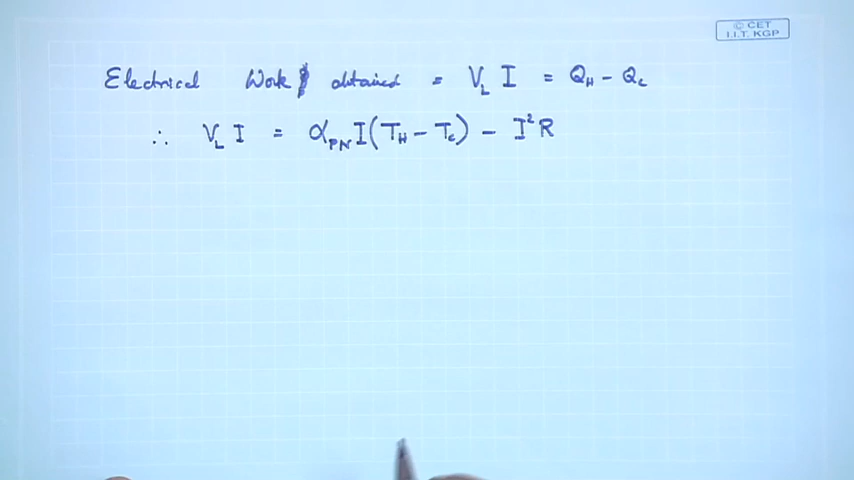 © CET
I.I.T. KGP
Electrical Work obtained = V_L I = Q_H - Q_C
∴ V_L I = α_PN I (T_H - T_C) - I²R